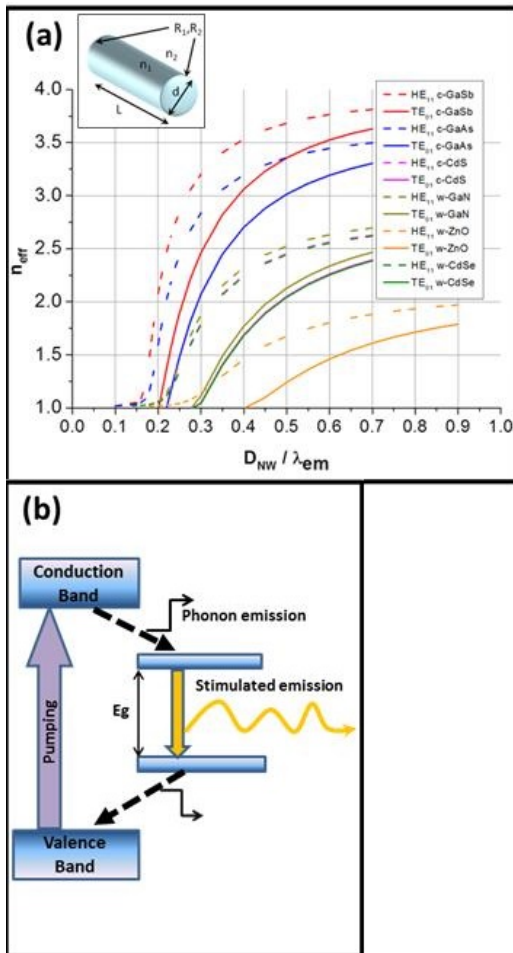 (a)
R₁,R₂
n₂
n₁
d
L
4.0
3.5
3.0
2.5
2.0
1.5
1.0
n_eff
0.0 0.1 0.2 0.3 0.4 0.5 0.6 0.7 0.8 0.9 1.0
D_NW / λ_em
HE₁₁ c-GaSb
TE₀₁ c-GaSb
HE₁₁ c-GaAs
TE₀₁ c-GaAs
HE₁₁ c-CdS
TE₀₁ c-CdS
HE₁₁ w-GaN
TE₀₁ w-GaN
HE₁₁ w-ZnO
TE₀₁ w-ZnO
HE₁₁ w-CdSe
TE₀₁ w-CdSe
(b)
Conduction
Band
Phonon emission
Stimulated emission
Eg
Pumping
Valence
Band